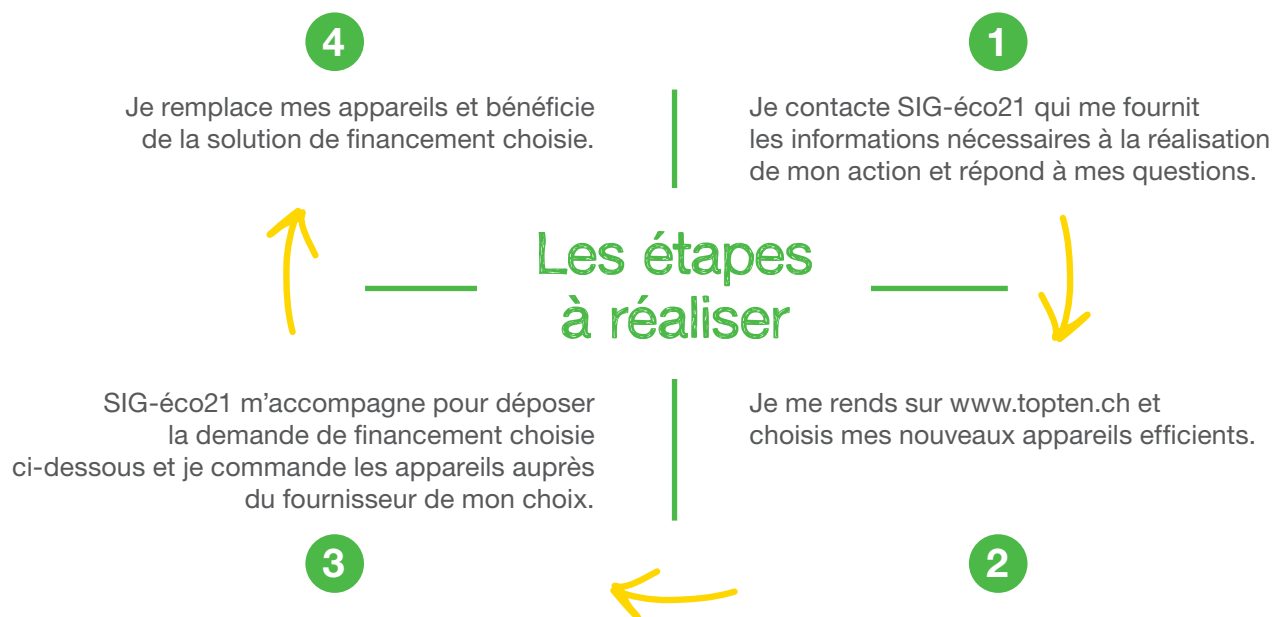 1
Je contacte SIG-éco21 qui me fournit
les informations nécessaires à la réalisation
de mon action et répond à mes questions.
Les étapes
à réaliser
2
Je me rends sur www.topten.ch et
choisis mes nouveaux appareils efficients.
3
SIG-éco21 m’accompagne pour déposer
la demande de financement choisie
ci-dessous et je commande les appareils auprès
du fournisseur de mon choix.
4
Je remplace mes appareils et bénéficie
de la solution de financement choisie.